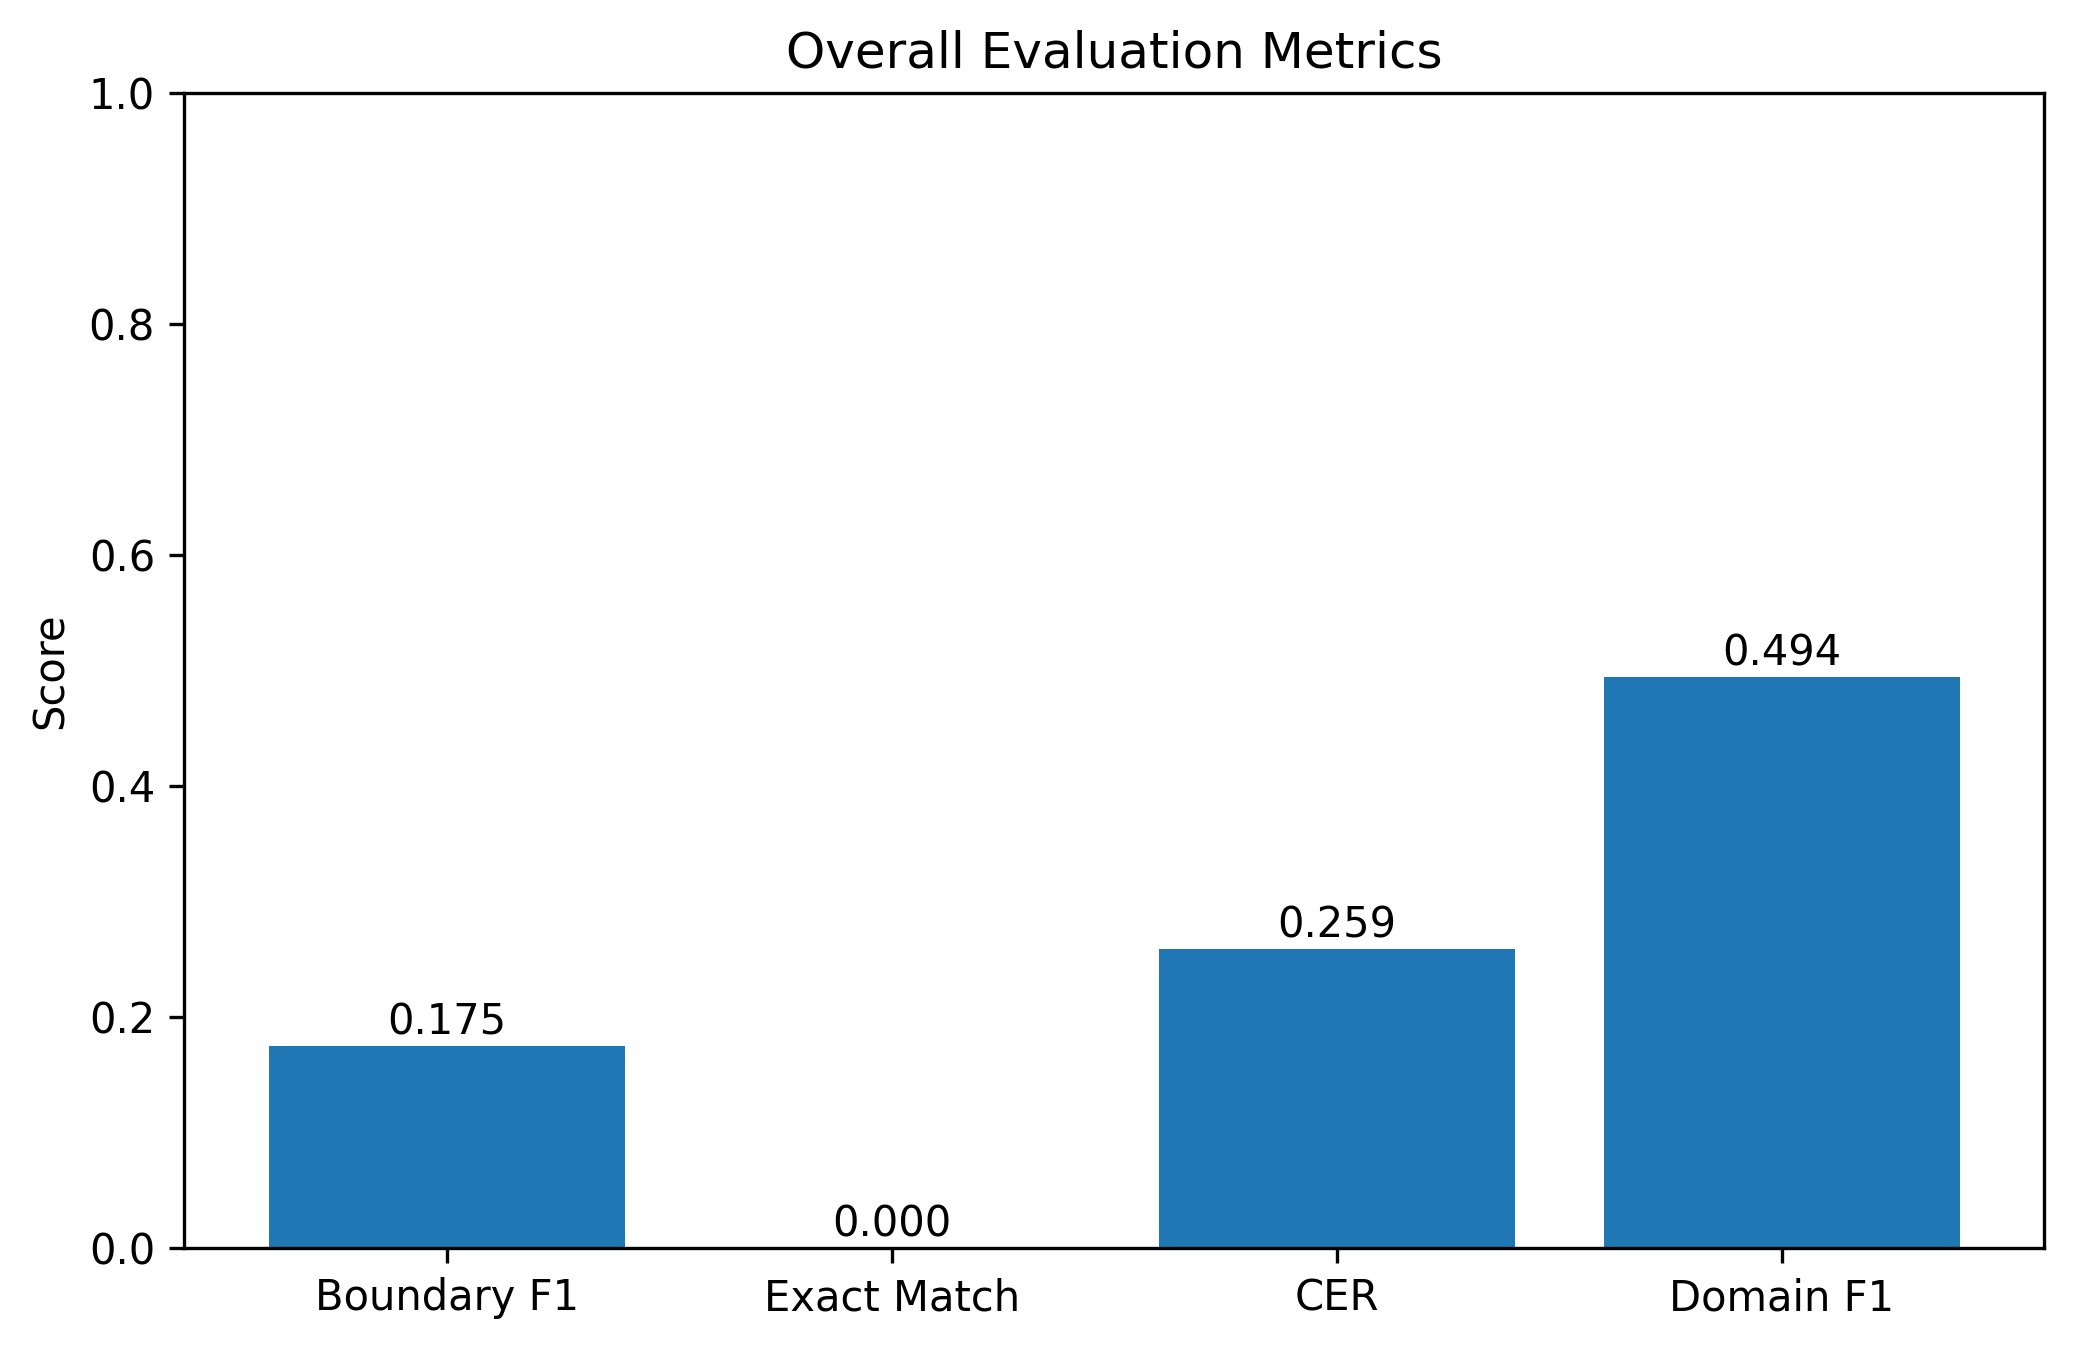 Overall Evaluation Metrics
1.0
0.8
0.6
0.4
0.2
0.0
Score
0.175
0.000
0.259
0.494
Boundary F1
Exact Match
CER
Domain F1